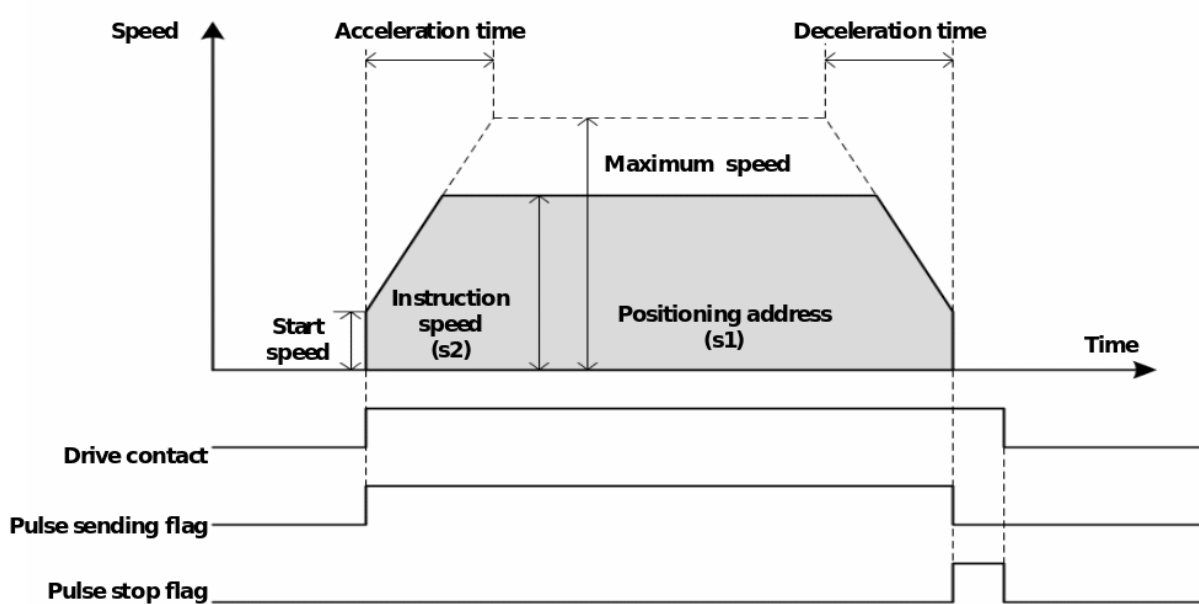 Speed
Acceleration time
Deceleration time
Maximum speed
Instruction
speed
(s2)
Positioning address
(s1)
Start
speed
Time
Drive contact
Pulse sending flag
Pulse stop flag